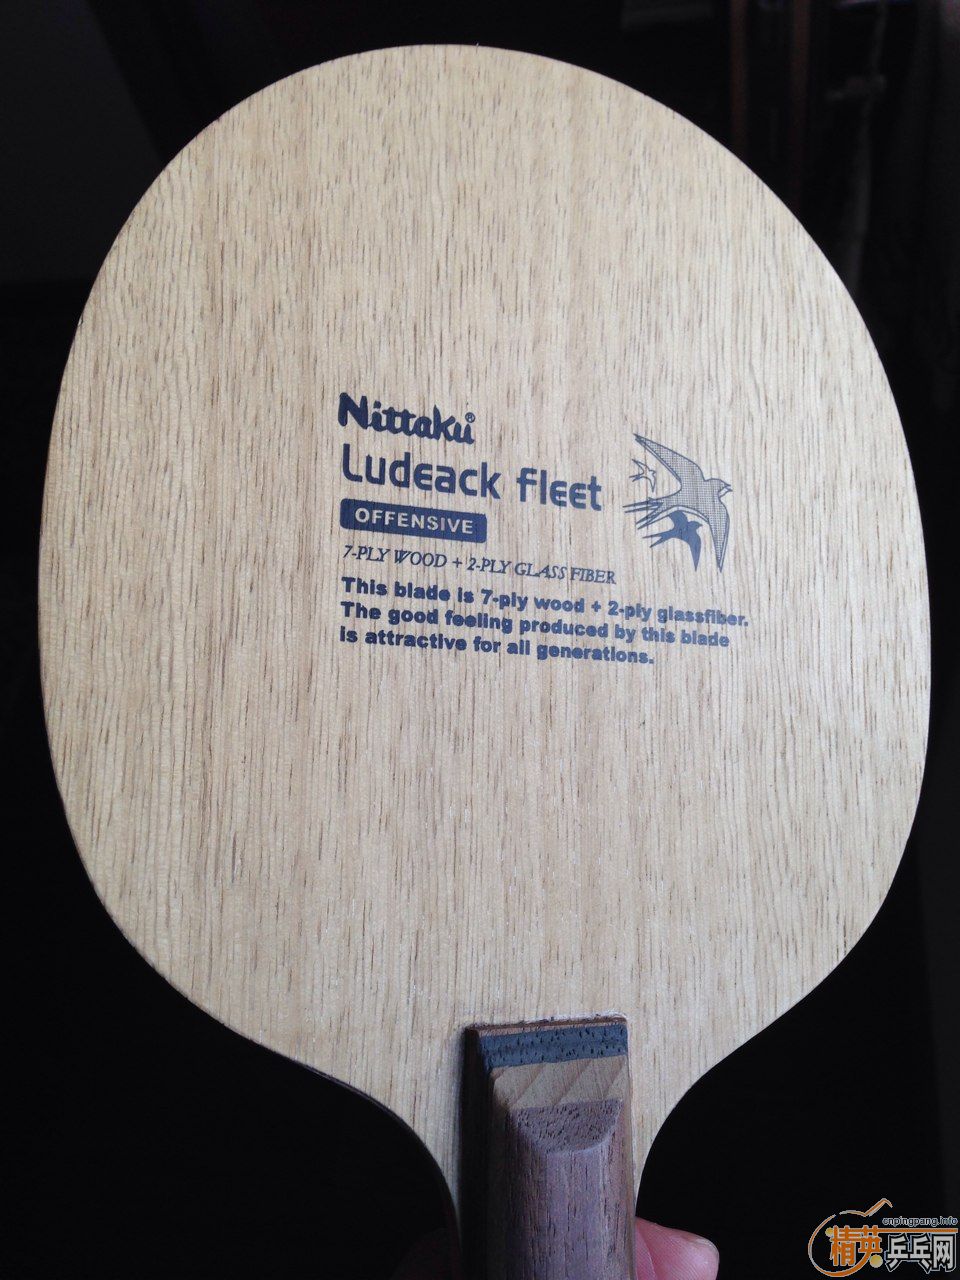 Nittaku®
Ludeack fleet
OFFENSIVE
7-PLY WOOD + 2-PLY GLASS FIBER
This blade is 7-ply wood + 2-ply glassfiber.
The good feeling produced by this blade
is attractive for all generations.
cnpingpang.info
精英乒乓网